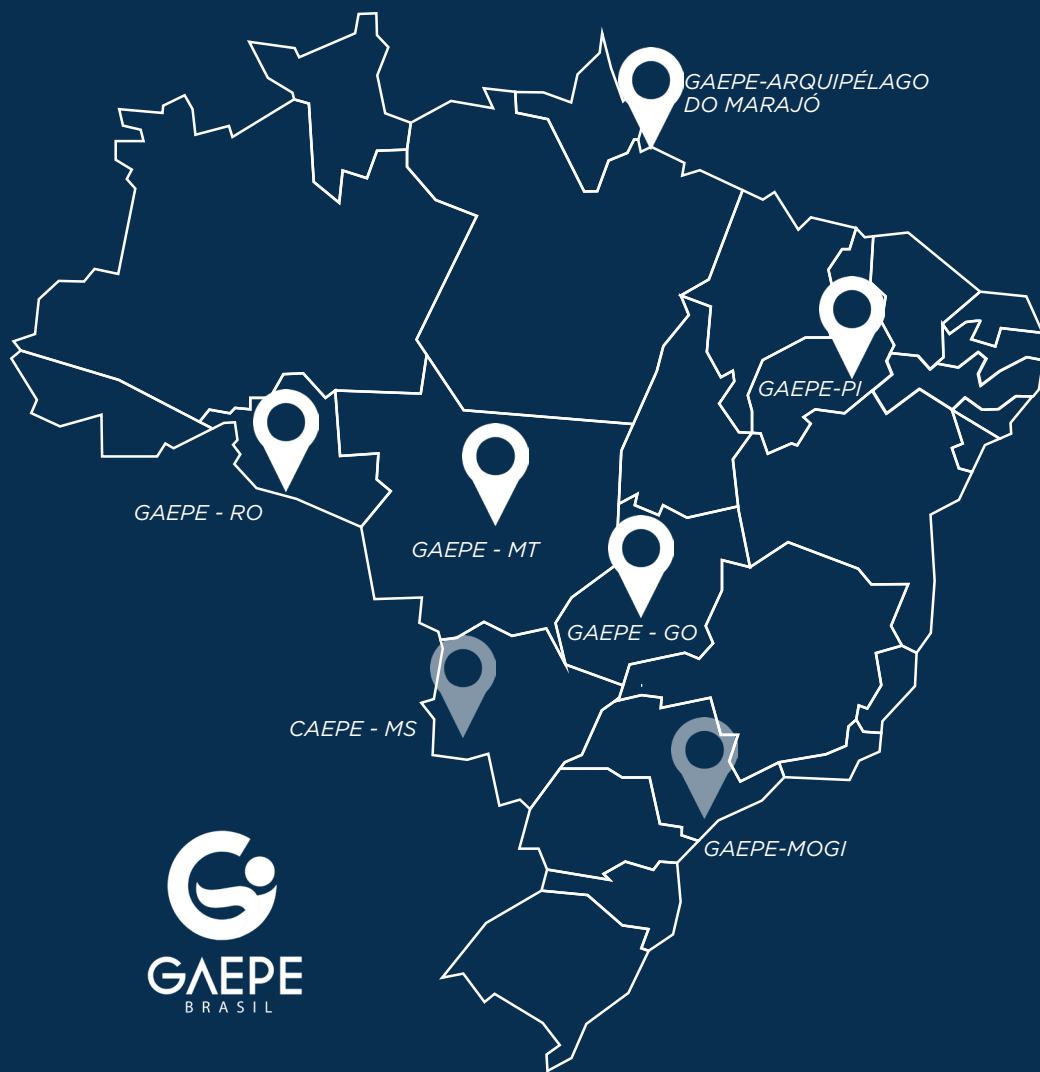 GAEPE-ARQUIPÉLAGO
DO MARAJÓ
GAEPE-PI
GAEPE - RO
GAEPE - MT
GAEPE - GO
CAEPE - MS
GAEPE-MOGI
GAEPE
BRASIL